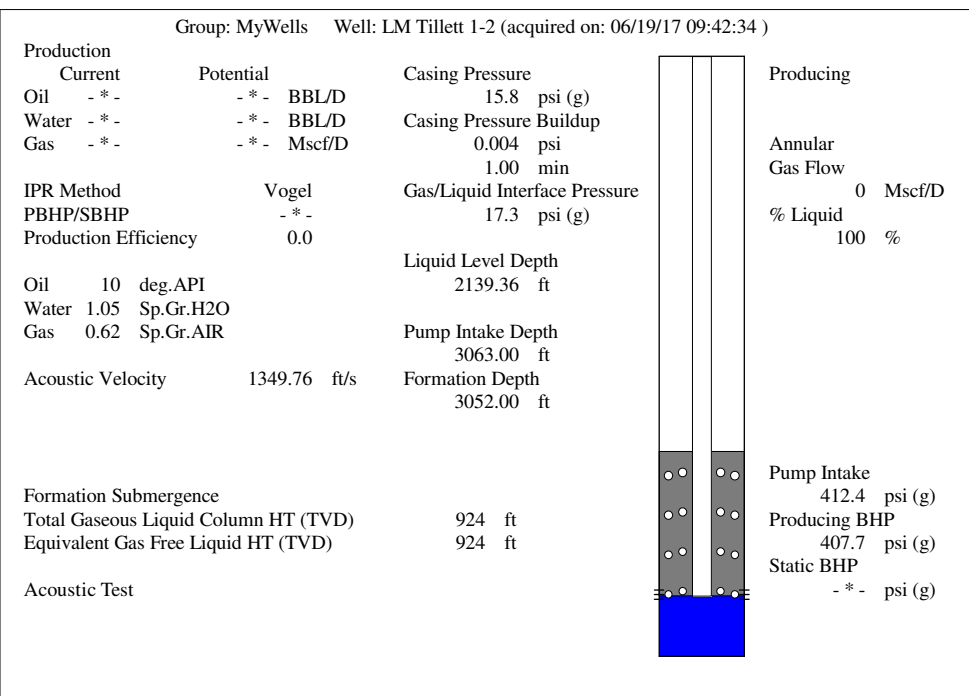 Group: MyWells Well: LM Tillett 1-2 (acquired on: 06/19/17 09:42:34 )
Production
Current Potential
Oil - * - - * - BBL/D
Water - * - - * - BBL/D
Gas - * - - * - Mscf/D
IPR Method Vogel
PBHP/SBHP - * -
Production Efficiency 0.0
Oil 10 deg.API
Water 1.05 Sp.Gr.H2O
Gas 0.62 Sp.Gr.AIR
Acoustic Velocity 1349.76 ft/s
Casing Pressure
15.8 psi (g)
Casing Pressure Buildup
0.004 psi
1.00 min
Gas/Liquid Interface Pressure
17.3 psi (g)
Liquid Level Depth
2139.36 ft
Pump Intake Depth
3063.00 ft
Formation Depth
3052.00 ft
Producing
Annular
Gas Flow
0 Mscf/D
% Liquid
100 %
Formation Submergence
Total Gaseous Liquid Column HT (TVD) 924 ft
Equivalent Gas Free Liquid HT (TVD) 924 ft
Acoustic Test
Pump Intake
412.4 psi (g)
Producing BHP
407.7 psi (g)
Static BHP
- * - psi (g)